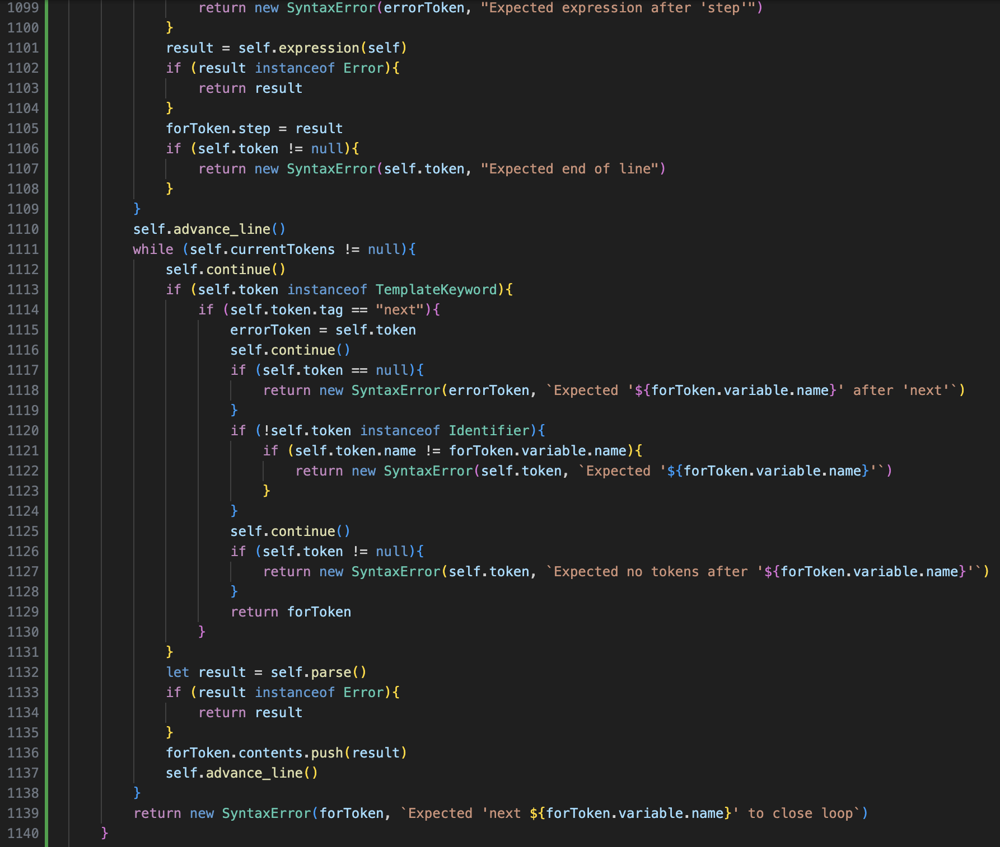 1099                    return new SyntaxError(errorToken, "Expected expression after 'step'")
1100                }
1101                result = self.expression(self)
1102                if (result instanceof Error){
1103                    return result
1104                }
1105                forToken.step = result
1106                if (self.token != null){
1107                    return new SyntaxError(self.token, "Expected end of line")
1108                }
1109            }
1110            self.advance_line()
1111            while (self.currentTokens != null){
1112                self.continue()
1113                if (self.token instanceof TemplateKeyword){
1114                    if (self.token.tag == "next"){
1115                        errorToken = self.token
1116                        self.continue()
1117                        if (self.token == null){
1118                            return new SyntaxError(errorToken, `Expected '${forToken.variable.name}' after 'next'`)
1119                        }
1120                        if (!self.token instanceof Identifier){
1121                            if (self.token.name != forToken.variable.name){
1122                                return new SyntaxError(self.token, `Expected '${forToken.variable.name}'`)
1123                            }
1124                        }
1125                        self.continue()
1126                        if (self.token != null){
1127                            return new SyntaxError(self.token, `Expected no tokens after '${forToken.variable.name}'`)
1128                        }
1129                        return forToken
1130                    }
1131                }
1132                let result = self.parse()
1133                if (result instanceof Error){
1134                    return result
1135                }
1136                forToken.contents.push(result)
1137                self.advance_line()
1138            }
1139            return new SyntaxError(forToken, `Expected 'next ${forToken.variable.name}' to close loop`)
1140        }